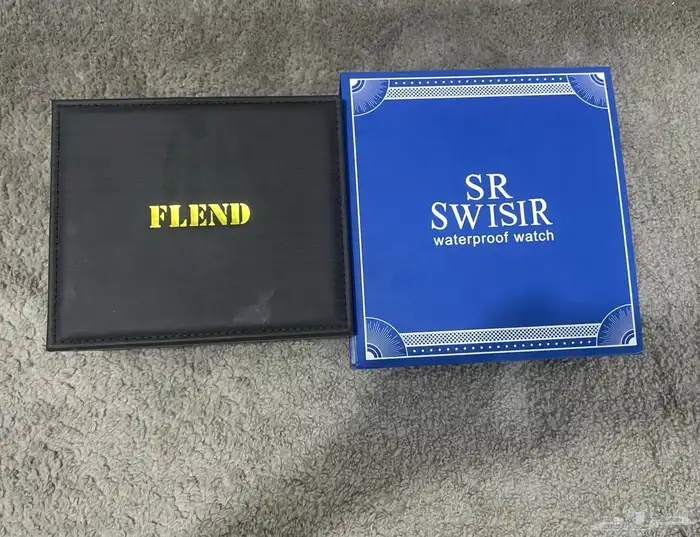 FLEND
SR
SWISIR
waterproof watch